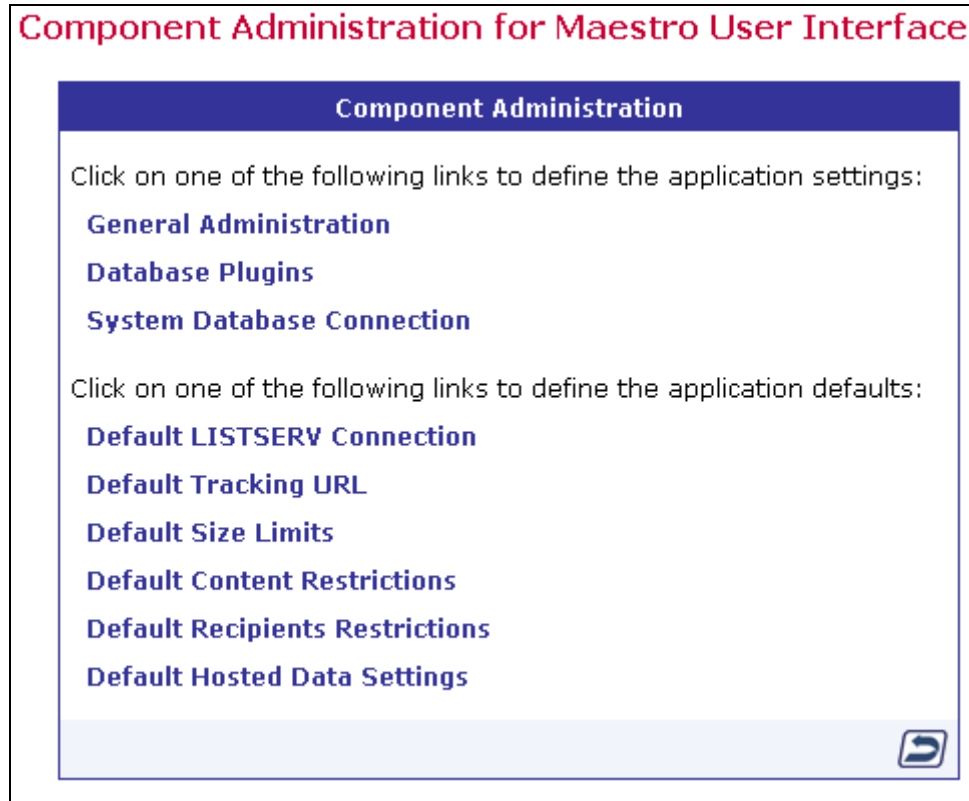 Component Administration for Maestro User Interface
Component Administration
Click on one of the following links to define the application settings:
General Administration
Database Plugins
System Database Connection
Click on one of the following links to define the application defaults:
Default LISTSERV Connection
Default Tracking URL
Default Size Limits
Default Content Restrictions
Default Recipients Restrictions
Default Hosted Data Settings